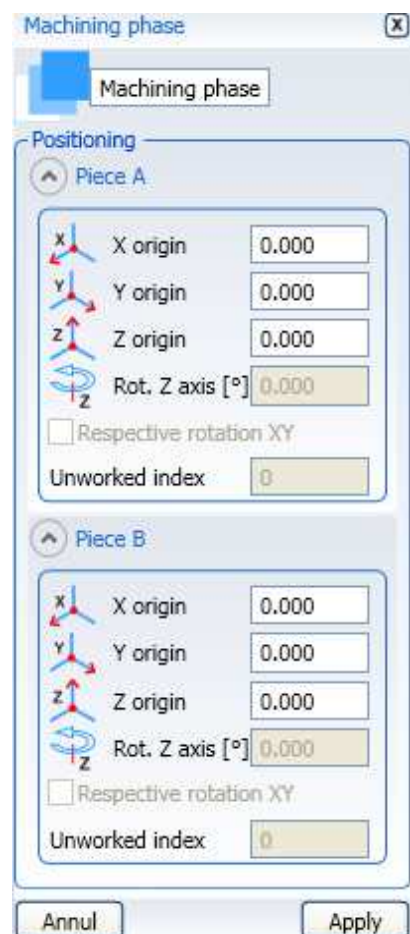 Machining phase
Machining phase
Positioning
Piece A
X X origin 0.000
Y Y origin 0.000
Z Z origin 0.000
Z Rot. Z axis [°] 0.000
Respective rotation XY
Unworked index 0
Piece B
X X origin 0.000
Y Y origin 0.000
Z Z origin 0.000
Z Rot. Z axis [°] 0.000
Respective rotation XY
Unworked index 0
Annul Apply